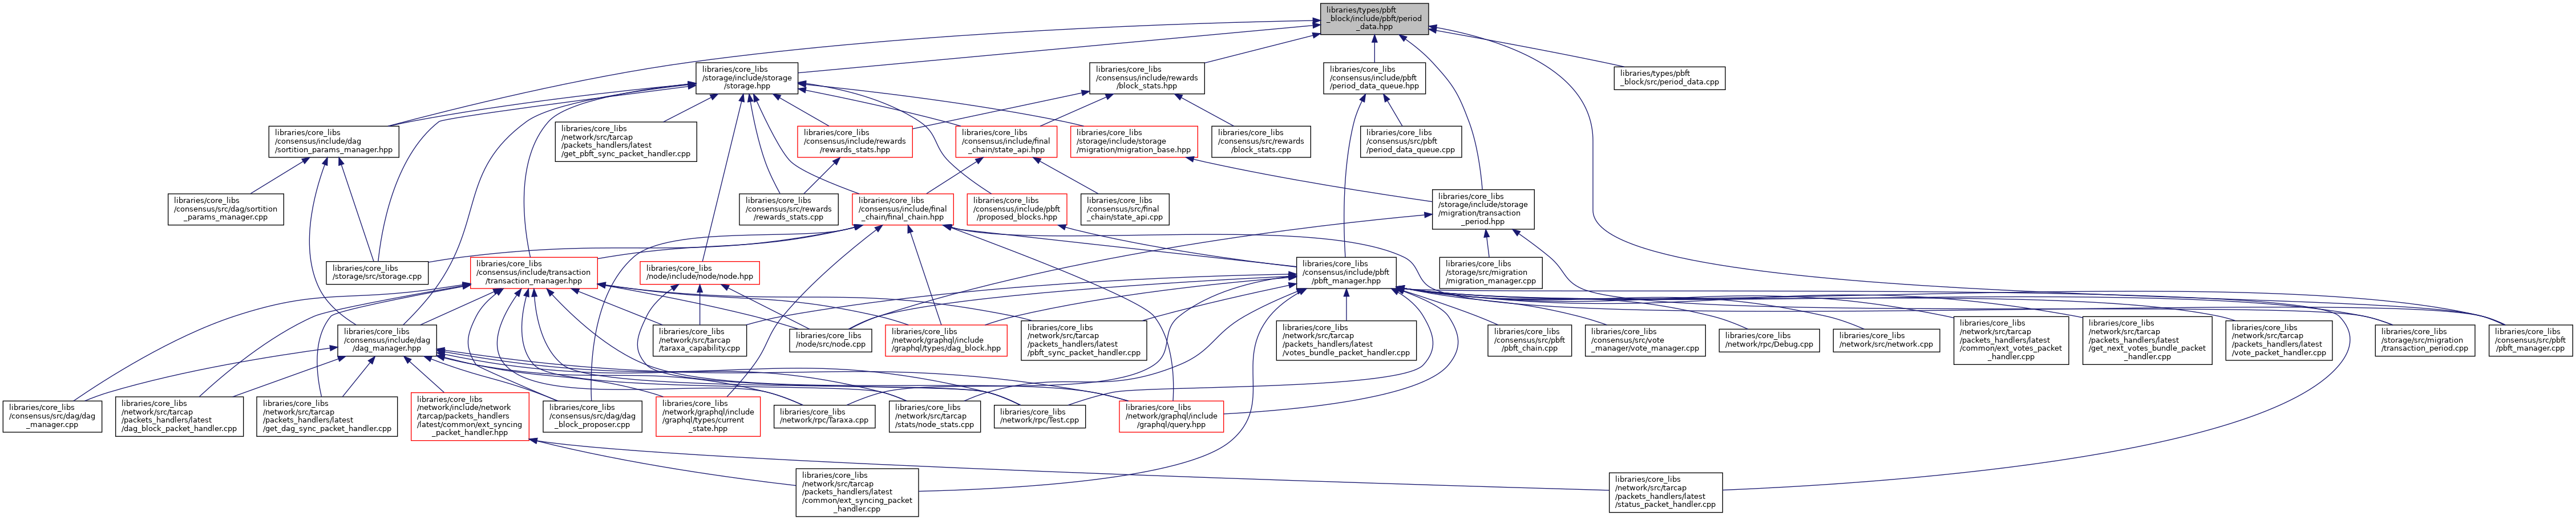 libraries/types/pbft
_block/include/pbft/period
_data.hpp
libraries/core_libs
/storage/include/storage
/storage.hpp
libraries/core_libs
/consensus/include/rewards
/block_stats.hpp
libraries/core_libs
/consensus/include/pbft
/period_data_queue.hpp
libraries/types/pbft
_block/src/period_data.cpp
libraries/core_libs
/consensus/include/dag
/sortition_params_manager.hpp
libraries/core_libs
/network/src/tarcap
/packets_handlers/latest
/get_pbft_sync_packet_handler.cpp
libraries/core_libs
/consensus/include/rewards
/rewards_stats.hpp
libraries/core_libs
/consensus/include/final
_chain/state_api.hpp
libraries/core_libs
/storage/include/storage
/migration/migration_base.hpp
libraries/core_libs
/consensus/src/rewards
/block_stats.cpp
libraries/core_libs
/consensus/src/pbft
/period_data_queue.cpp
libraries/core_libs
/consensus/src/dag/sortition
_params_manager.cpp
libraries/core_libs
/consensus/src/rewards
/rewards_stats.cpp
libraries/core_libs
/consensus/include/final
_chain/final_chain.hpp
libraries/core_libs
/consensus/include/pbft
/proposed_blocks.hpp
libraries/core_libs
/consensus/src/final
_chain/state_api.cpp
libraries/core_libs
/storage/include/storage
/migration/transaction
_period.hpp
libraries/core_libs
/storage/src/storage.cpp
libraries/core_libs
/consensus/include/transaction
/transaction_manager.hpp
libraries/core_libs
/node/include/node/node.hpp
libraries/core_libs
/consensus/include/pbft
/pbft_manager.hpp
libraries/core_libs
/storage/src/migration
/migration_manager.cpp
libraries/core_libs
/consensus/include/dag
/dag_manager.hpp
libraries/core_libs
/network/src/tarcap
/taraxa_capability.cpp
libraries/core_libs
/node/src/node.cpp
libraries/core_libs
/network/graphql/include
/graphql/types/dag_block.hpp
libraries/core_libs
/network/src/tarcap
/packets_handlers/latest
/pbft_sync_packet_handler.cpp
libraries/core_libs
/network/src/tarcap
/packets_handlers/latest
/votes_bundle_packet_handler.cpp
libraries/core_libs
/consensus/src/pbft
/pbft_chain.cpp
libraries/core_libs
/consensus/src/vote
_manager/vote_manager.cpp
libraries/core_libs
/network/rpc/Debug.cpp
libraries/core_libs
/network/src/network.cpp
libraries/core_libs
/network/src/tarcap
/packets_handlers/latest
/common/ext_votes_packet
_handler.cpp
libraries/core_libs
/network/src/tarcap
/packets_handlers/latest
/get_next_votes_bundle_packet
_handler.cpp
libraries/core_libs
/network/src/tarcap
/packets_handlers/latest
/vote_packet_handler.cpp
libraries/core_libs
/storage/src/migration
/transaction_period.cpp
libraries/core_libs
/consensus/src/pbft
/pbft_manager.cpp
libraries/core_libs
/consensus/src/dag/dag
_manager.cpp
libraries/core_libs
/network/src/tarcap
/packets_handlers/latest
/dag_block_packet_handler.cpp
libraries/core_libs
/network/src/tarcap
/packets_handlers/latest
/get_dag_sync_packet_handler.cpp
libraries/core_libs
/network/include/network
/tarcap/packets_handlers
/latest/common/ext_syncing
_packet_handler.hpp
libraries/core_libs
/consensus/src/dag/dag
_block_proposer.cpp
libraries/core_libs
/network/graphql/include
/graphql/types/current
_state.hpp
libraries/core_libs
/network/rpc/Taraxa.cpp
libraries/core_libs
/network/src/tarcap
/stats/node_stats.cpp
libraries/core_libs
/network/rpc/Test.cpp
libraries/core_libs
/network/graphql/include
/graphql/query.hpp
libraries/core_libs
/network/src/tarcap
/packets_handlers/latest
/common/ext_syncing_packet
_handler.cpp
libraries/core_libs
/network/src/tarcap
/packets_handlers/latest
/status_packet_handler.cpp